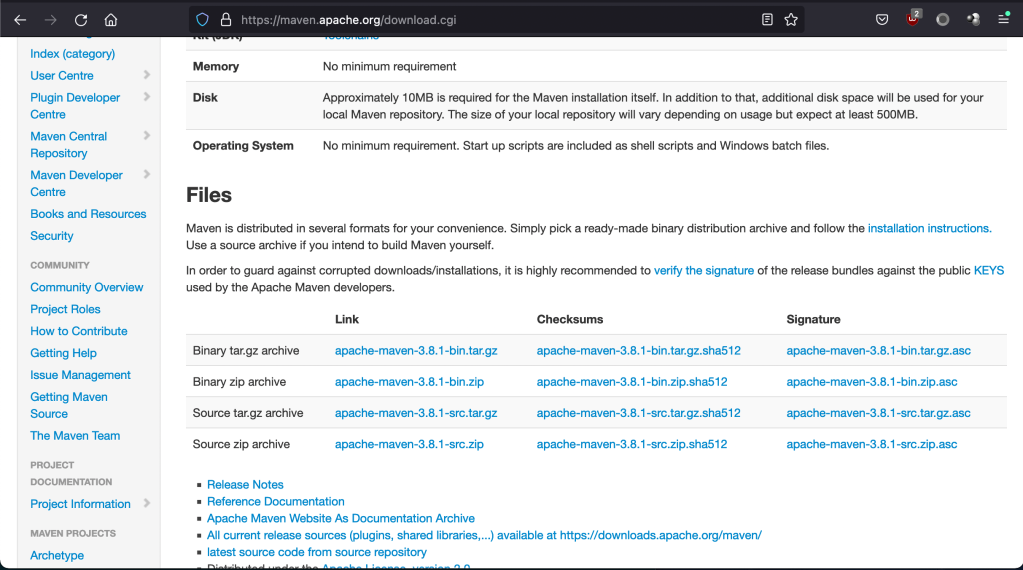 https://maven.apache.org/download.cgi
2
Kit (JDK)
Toolchains
Index (category)
User Centre
Plugin Developer
Centre
Maven Central
Repository
Maven Developer
Centre
Books and Resources
Security
COMMUNITY
Community Overview
Project Roles
How to Contribute
Getting Help
Issue Management
Getting Maven
Source
The Maven Team
PROJECT
DOCUMENTATION
Project Information
MAVEN PROJECTS
Archetype
Memory No minimum requirement
Disk Approximately 10MB is required for the Maven installation itself. In addition to that, additional disk space will be used for your
local Maven repository. The size of your local repository will vary depending on usage but expect at least 500MB.
Operating System No minimum requirement. Start up scripts are included as shell scripts and Windows batch files.
Files
Maven is distributed in several formats for your convenience. Simply pick a ready-made binary distribution archive and follow the installation instructions.
Use a source archive if you intend to build Maven yourself.
In order to guard against corrupted downloads/installations, it is highly recommended to verify the signature of the release bundles against the public KEYS
used by the Apache Maven developers.
Link Checksums Signature
Binary tar.gz archive apache-maven-3.8.1-bin.tar.gz apache-maven-3.8.1-bin.tar.gz.sha512 apache-maven-3.8.1-bin.tar.gz.asc
Binary zip archive apache-maven-3.8.1-bin.zip apache-maven-3.8.1-bin.zip.sha512 apache-maven-3.8.1-bin.zip.asc
Source tar.gz archive apache-maven-3.8.1-src.tar.gz apache-maven-3.8.1-src.tar.gz.sha512 apache-maven-3.8.1-src.tar.gz.asc
Source zip archive apache-maven-3.8.1-src.zip apache-maven-3.8.1-src.zip.sha512 apache-maven-3.8.1-src.zip.asc
Release Notes
Reference Documentation
Apache Maven Website As Documentation Archive
All current release sources (plugins, shared libraries,...) available at https://downloads.apache.org/maven/
latest source code from source repository
Distributed under the Apache License, version 2.0